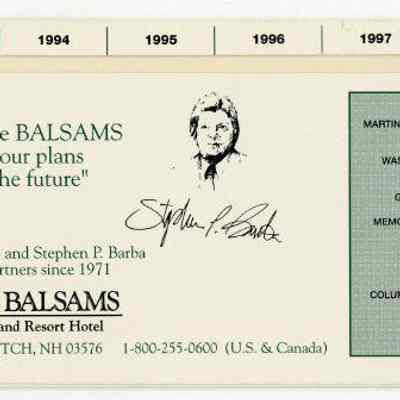 1994 1995 1996 1997
e BALSAMS
our plans
he future"
Stephen P. Barba
and Stephen P. Barba
rtners since 1971
BALSAMS
and Resort Hotel
TCH, NH 03576 1-800-255-0600 (U.S. & Canada)
MARTIN
WAS
G
MEMO
COLUM